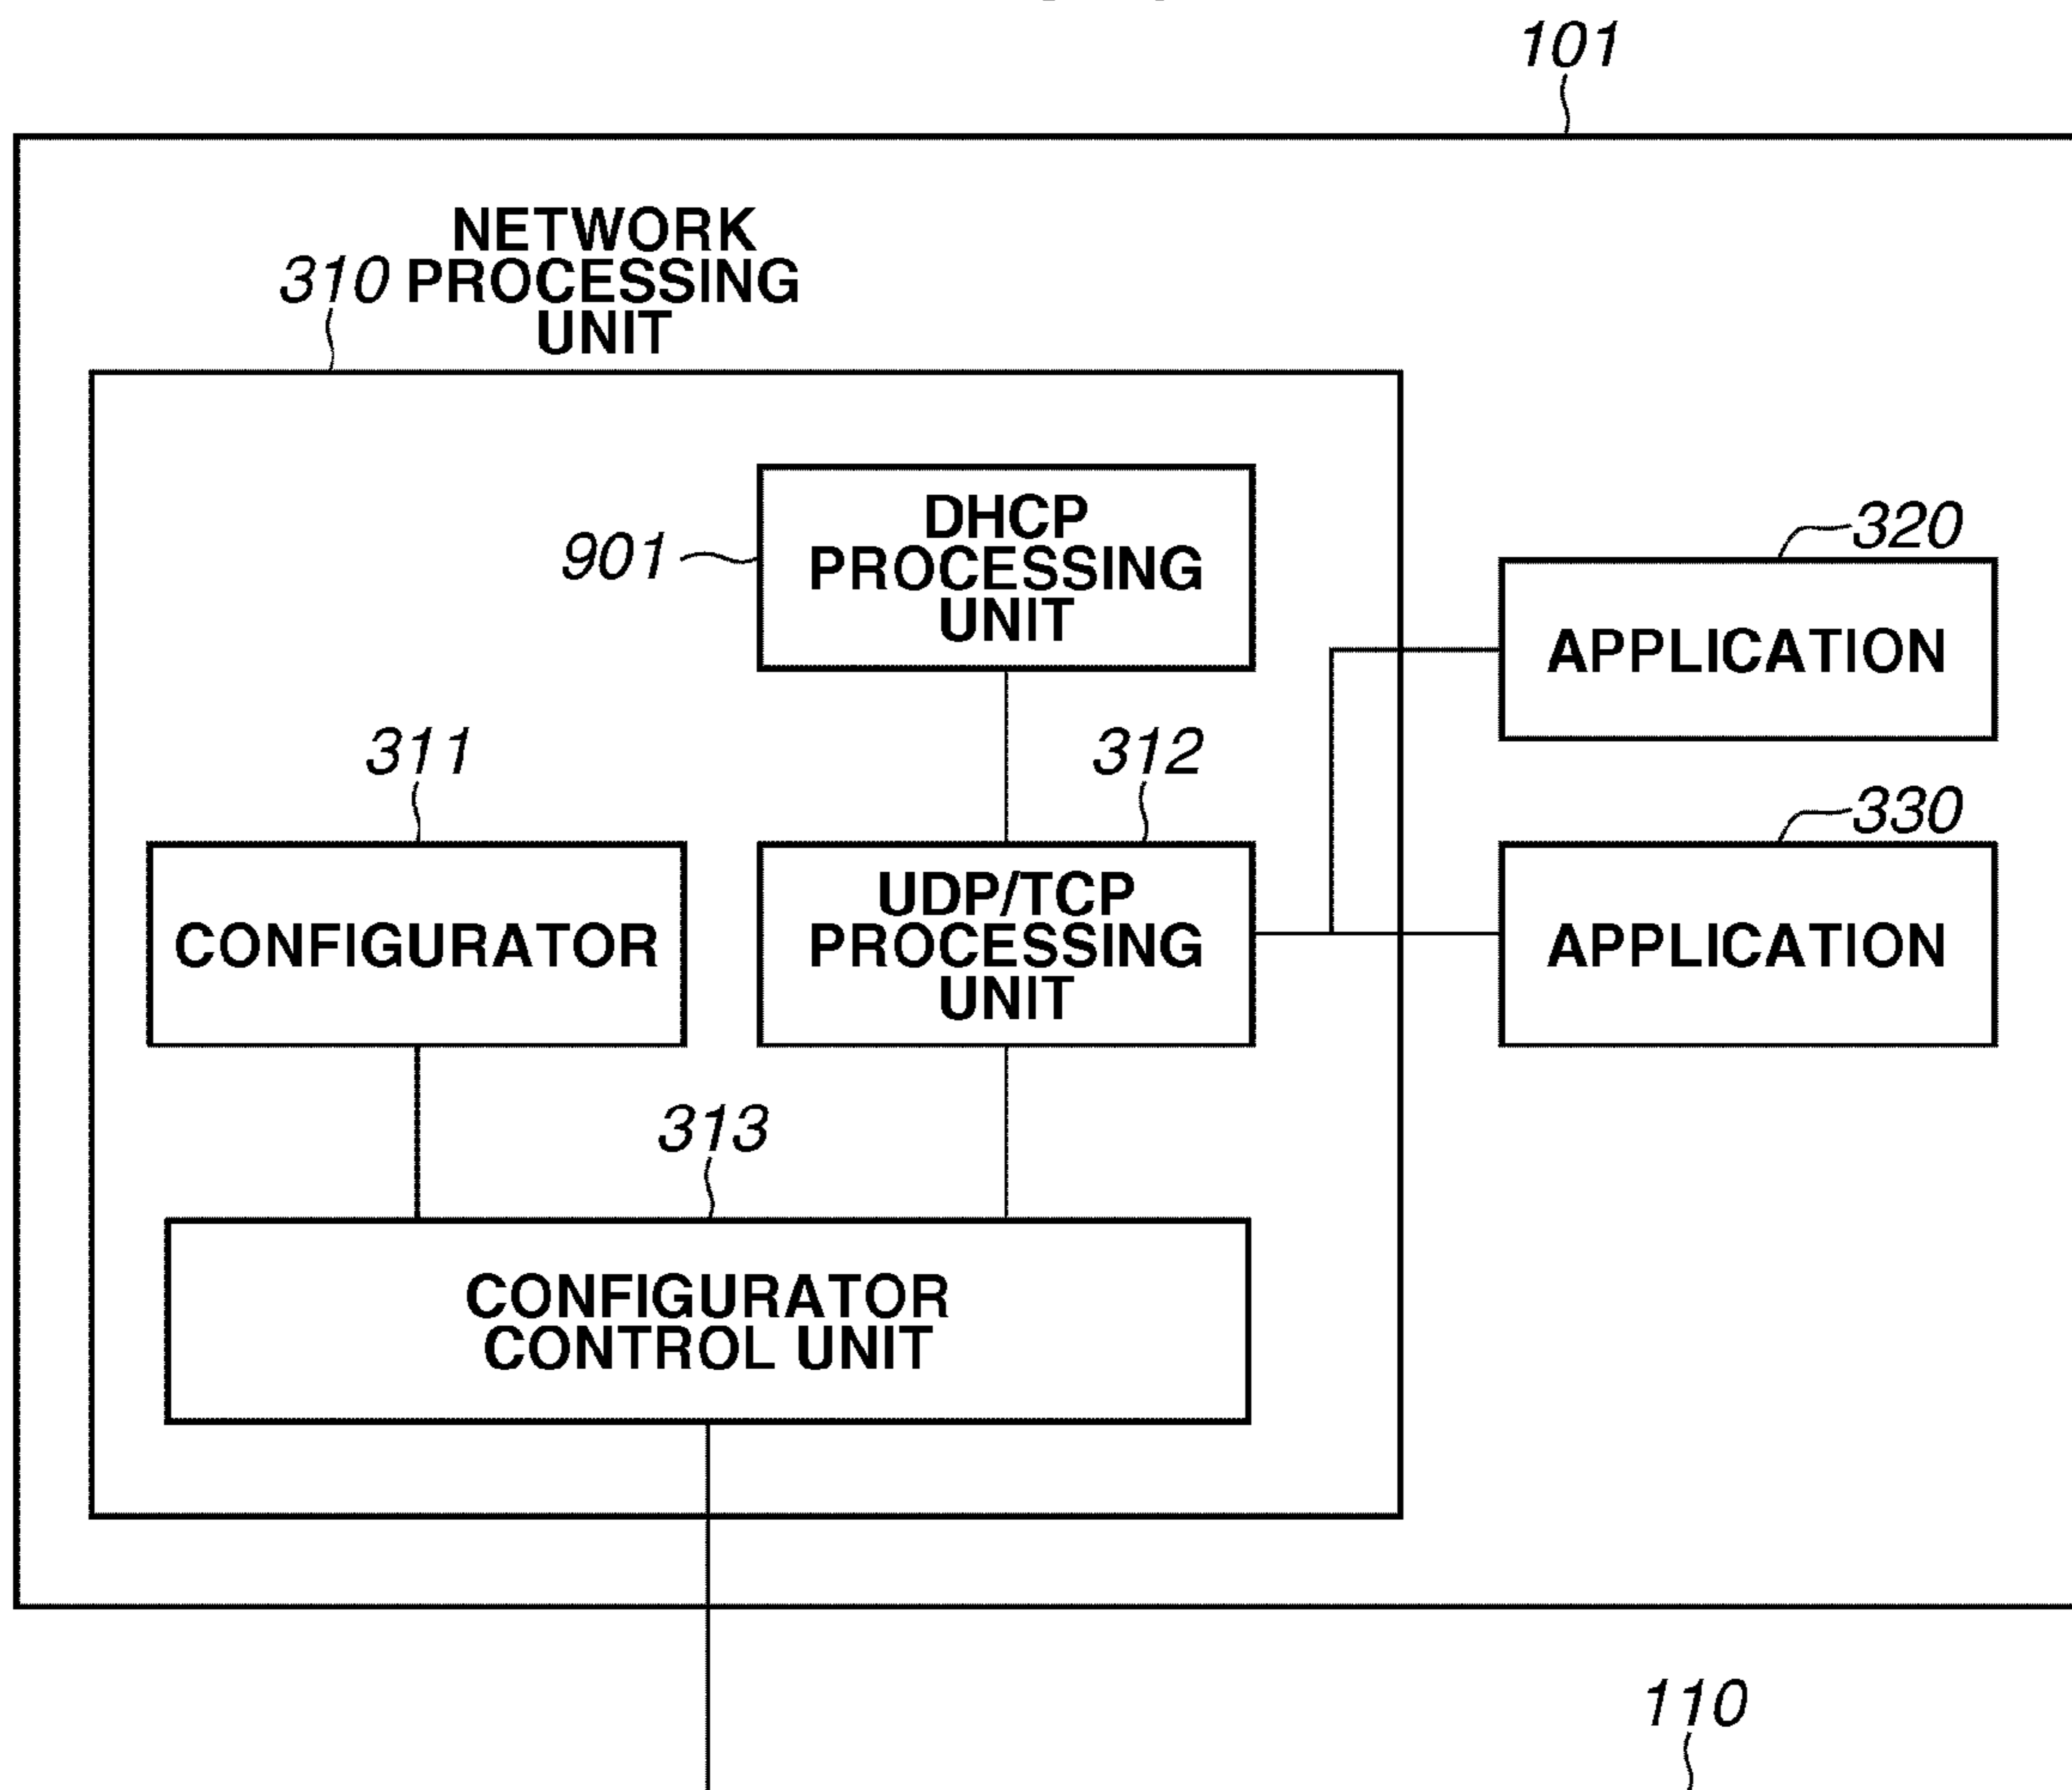 101
NETWORK
310 PROCESSING
UNIT
DHCP
901 PROCESSING
UNIT
320
APPLICATION
311
312
330
CONFIGURATOR
UDP/TCP
PROCESSING
UNIT
APPLICATION
313
CONFIGURATOR
CONTROL UNIT
110